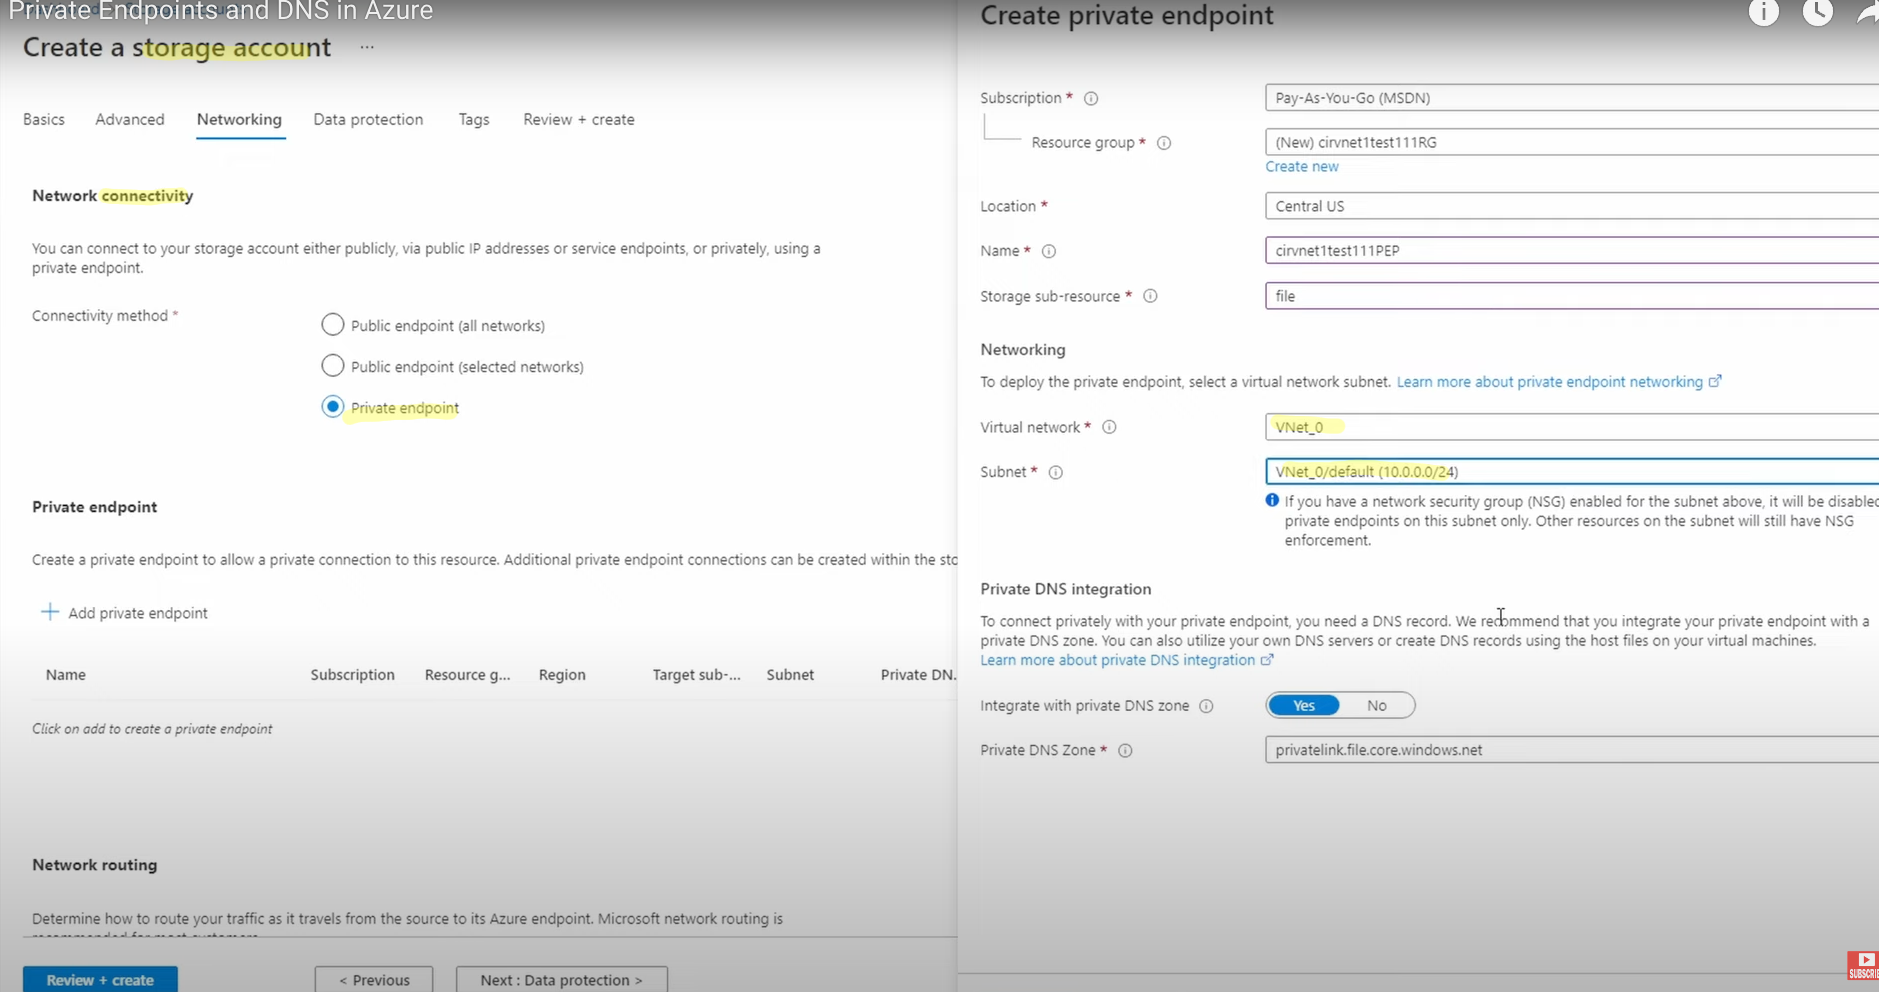 Private Endpoints and DNS in Azure
Create a storage account ...
Basics Advanced Networking Data protection Tags Review + create
Network connectivity
You can connect to your storage account either publicly, via public IP addresses or service endpoints, or privately, using a
private endpoint.
Connectivity method *
Public endpoint (all networks)
Public endpoint (selected networks)
Private endpoint
Private endpoint
Create a private endpoint to allow a private connection to this resource. Additional private endpoint connections can be created within the sto
+ Add private endpoint
Name Subscription Resource g... Region Target sub-... Subnet Private DN.
Click on add to create a private endpoint
Network routing
Determine how to route your traffic as it travels from the source to its Azure endpoint. Microsoft network routing is
recommended for most customers.
Review + create < Previous Next : Data protection >
Create private endpoint
Subscription * Pay-As-You-Go (MSDN)
Resource group * (New) cirvnet1test111RG
Create new
Location * Central US
Name * cirvnet1test111PEP
Storage sub-resource * file
Networking
To deploy the private endpoint, select a virtual network subnet. Learn more about private endpoint networking
Virtual network * VNet_0
Subnet * VNet_0/default (10.0.0.0/24)
If you have a network security group (NSG) enabled for the subnet above, it will be disabled
private endpoints on this subnet only. Other resources on the subnet will still have NSG
enforcement.
Private DNS integration
To connect privately with your private endpoint, you need a DNS record. We recommend that you integrate your private endpoint with a
private DNS zone. You can also utilize your own DNS servers or create DNS records using the host files on your virtual machines.
Learn more about private DNS integration
Integrate with private DNS zone Yes No
Private DNS Zone * privatelink.file.core.windows.net
SUBSCRIBE